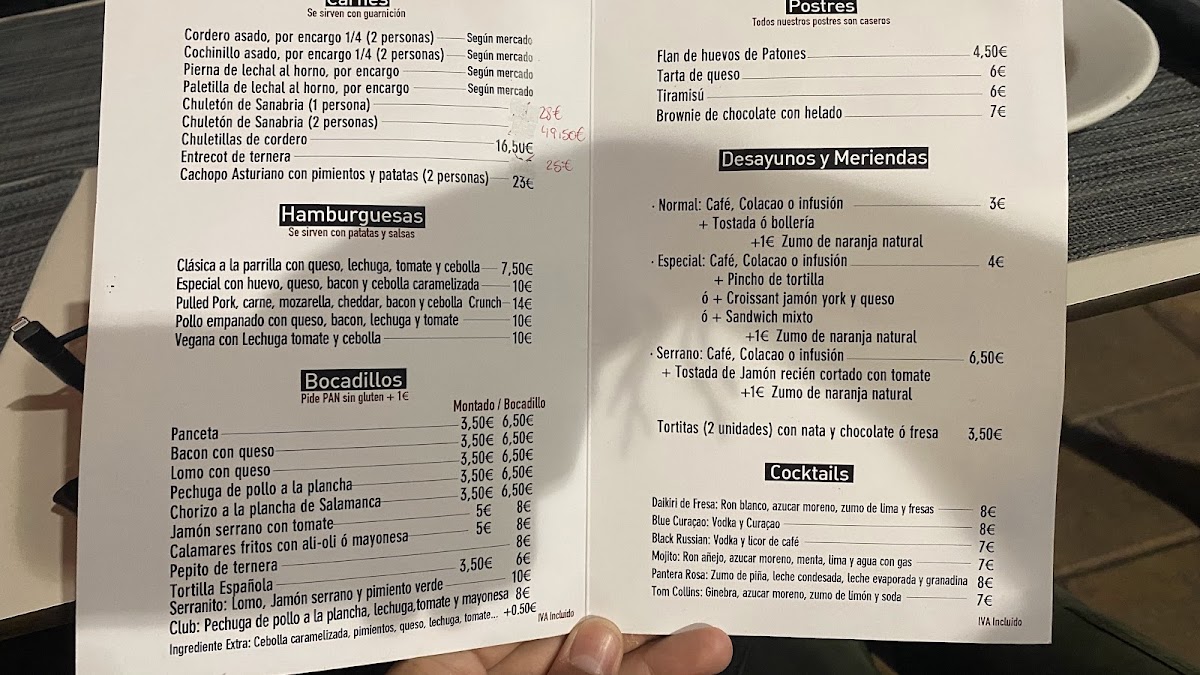 Carnes
Se sirven con guarnición
Cordero asado, por encargo 1/4 (2 personas) Según mercado
Cochinillo asado, por encargo 1/4 (2 personas) Según mercado
Pierna de lechal al horno, por encargo Según mercado
Paletilla de lechal al horno, por encargo Según mercado
Chuletón de Sanabria (1 persona) 28€
Chuletón de Sanabria (2 personas) 49,50€
Chuletillas de cordero 16,50€
Entrecot de ternera 25€
Cachopo Asturiano con pimientos y patatas (2 personas) 23€
Hamburguesas
Se sirven con patatas y salsas
Clásica a la parrilla con queso, lechuga, tomate y cebolla 7,50€
Especial con huevo, queso, bacon y cebolla caramelizada 10€
Pulled Pork, carne, mozarella, cheddar, bacon y cebolla Crunch 14€
Pollo empanado con queso, bacon, lechuga y tomate 10€
Vegana con Lechuga tomate y cebolla 10€
Bocadillos
Pide PAN sin gluten + 1€
Montado / Bocadillo
Panceta 3,50€ 6,50€
Bacon con queso 3,50€ 6,50€
Lomo con queso 3,50€ 6,50€
Pechuga de pollo a la plancha 3,50€ 6,50€
Chorizo a la plancha de Salamanca 3,50€ 6,50€
Jamón serrano con tomate 5€ 8€
Calamares fritos con ali-oli ó mayonesa 5€ 8€
Pepito de ternera 8€
Tortilla Española 3,50€ 6€
Serranito: Lomo, Jamón serrano y pimiento verde 10€
Club: Pechuga de pollo a la plancha, lechuga,tomate y mayonesa 8€
Ingrediente Extra: Cebolla caramelizada, pimientos, queso, lechuga, tomate... +0.50€
IVA Incluido
Postres
Todos nuestros postres son caseros
Flan de huevos de Patones 4,50€
Tarta de queso 6€
Tiramisú 6€
Brownie de chocolate con helado 7€
Desayunos y Meriendas
· Normal: Café, Colacao o infusión 3€
+ Tostada ó bollería
+1€ Zumo de naranja natural
· Especial: Café, Colacao o infusión 4€
+ Pincho de tortilla
ó + Croissant jamón york y queso
ó + Sandwich mixto
+1€ Zumo de naranja natural
· Serrano: Café, Colacao o infusión 6,50€
+ Tostada de Jamón recién cortado con tomate
+1€ Zumo de naranja natural
Tortitas (2 unidades) con nata y chocolate ó fresa 3,50€
Cocktails
Daikiri de Fresa: Ron blanco, azucar moreno, zumo de lima y fresas 8€
Blue Curaçao: Vodka y Curaçao 8€
Black Russian: Vodka y licor de café 7€
Mojito: Ron añejo, azucar moreno, menta, lima y agua con gas 7€
Pantera Rosa: Zumo de piña, leche condesada, leche evaporada y granadina 8€
Tom Collins: Ginebra, azucar moreno, zumo de limón y soda 7€
IVA Incluido